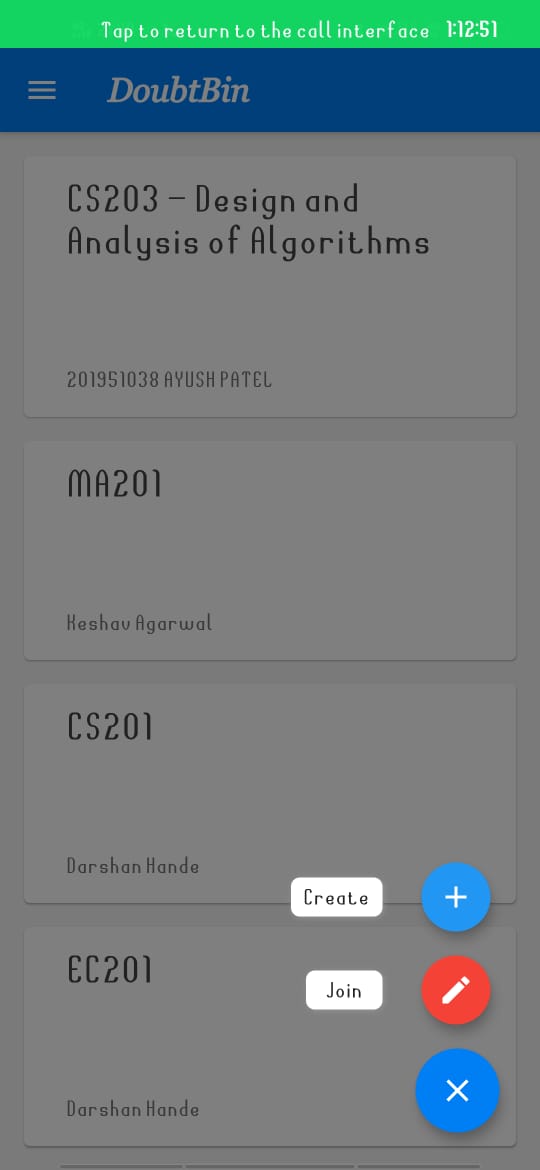 Tap to return to the call interface 1:12:51
DoubtBin
CS203 - Design and
Analysis of Algorithms
201951038 AYUSH PATEL
MA201
Keshav Agarwal
CS201
Darshan Hande
Create
EC201
Join
Darshan Hande